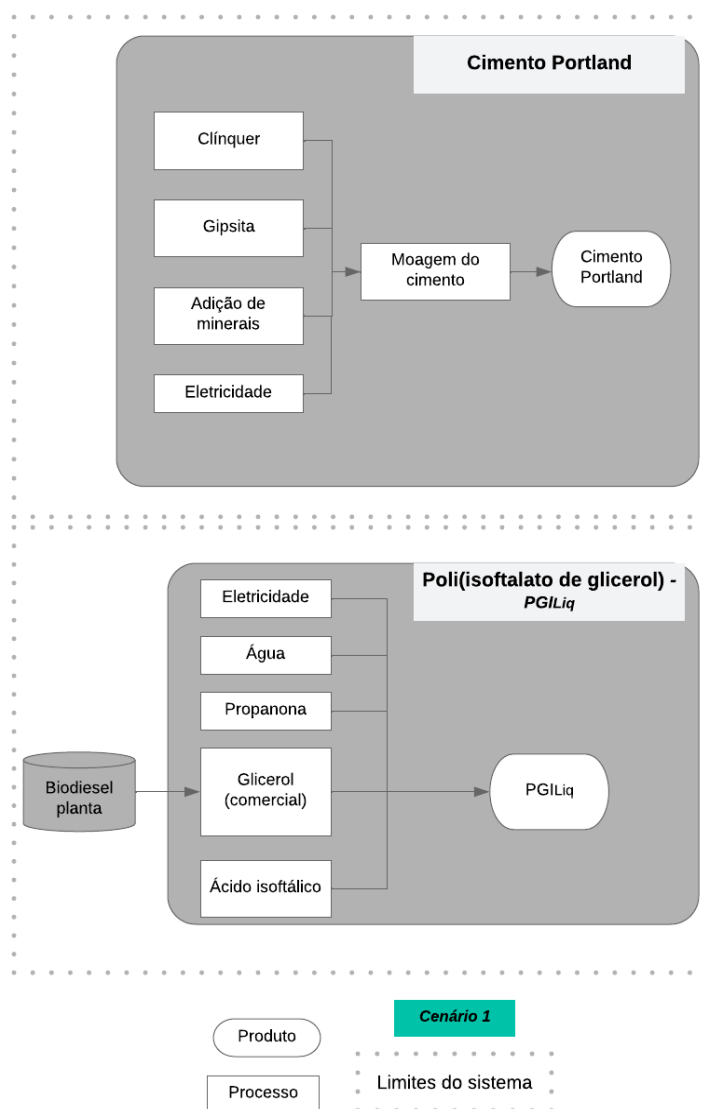 Cimento Portland
Clínquer
Gipsita
Adição de
minerais
Eletricidade
Moagem do
cimento
Cimento
Portland
Poli(isoftalato de glicerol) -
PGILiq
Eletricidade
Água
Propanona
Glicerol
(comercial)
Ácido isoftálico
Biodiesel
planta
PGILiq
Cenário 1
Produto
Processo
Limites do sistema